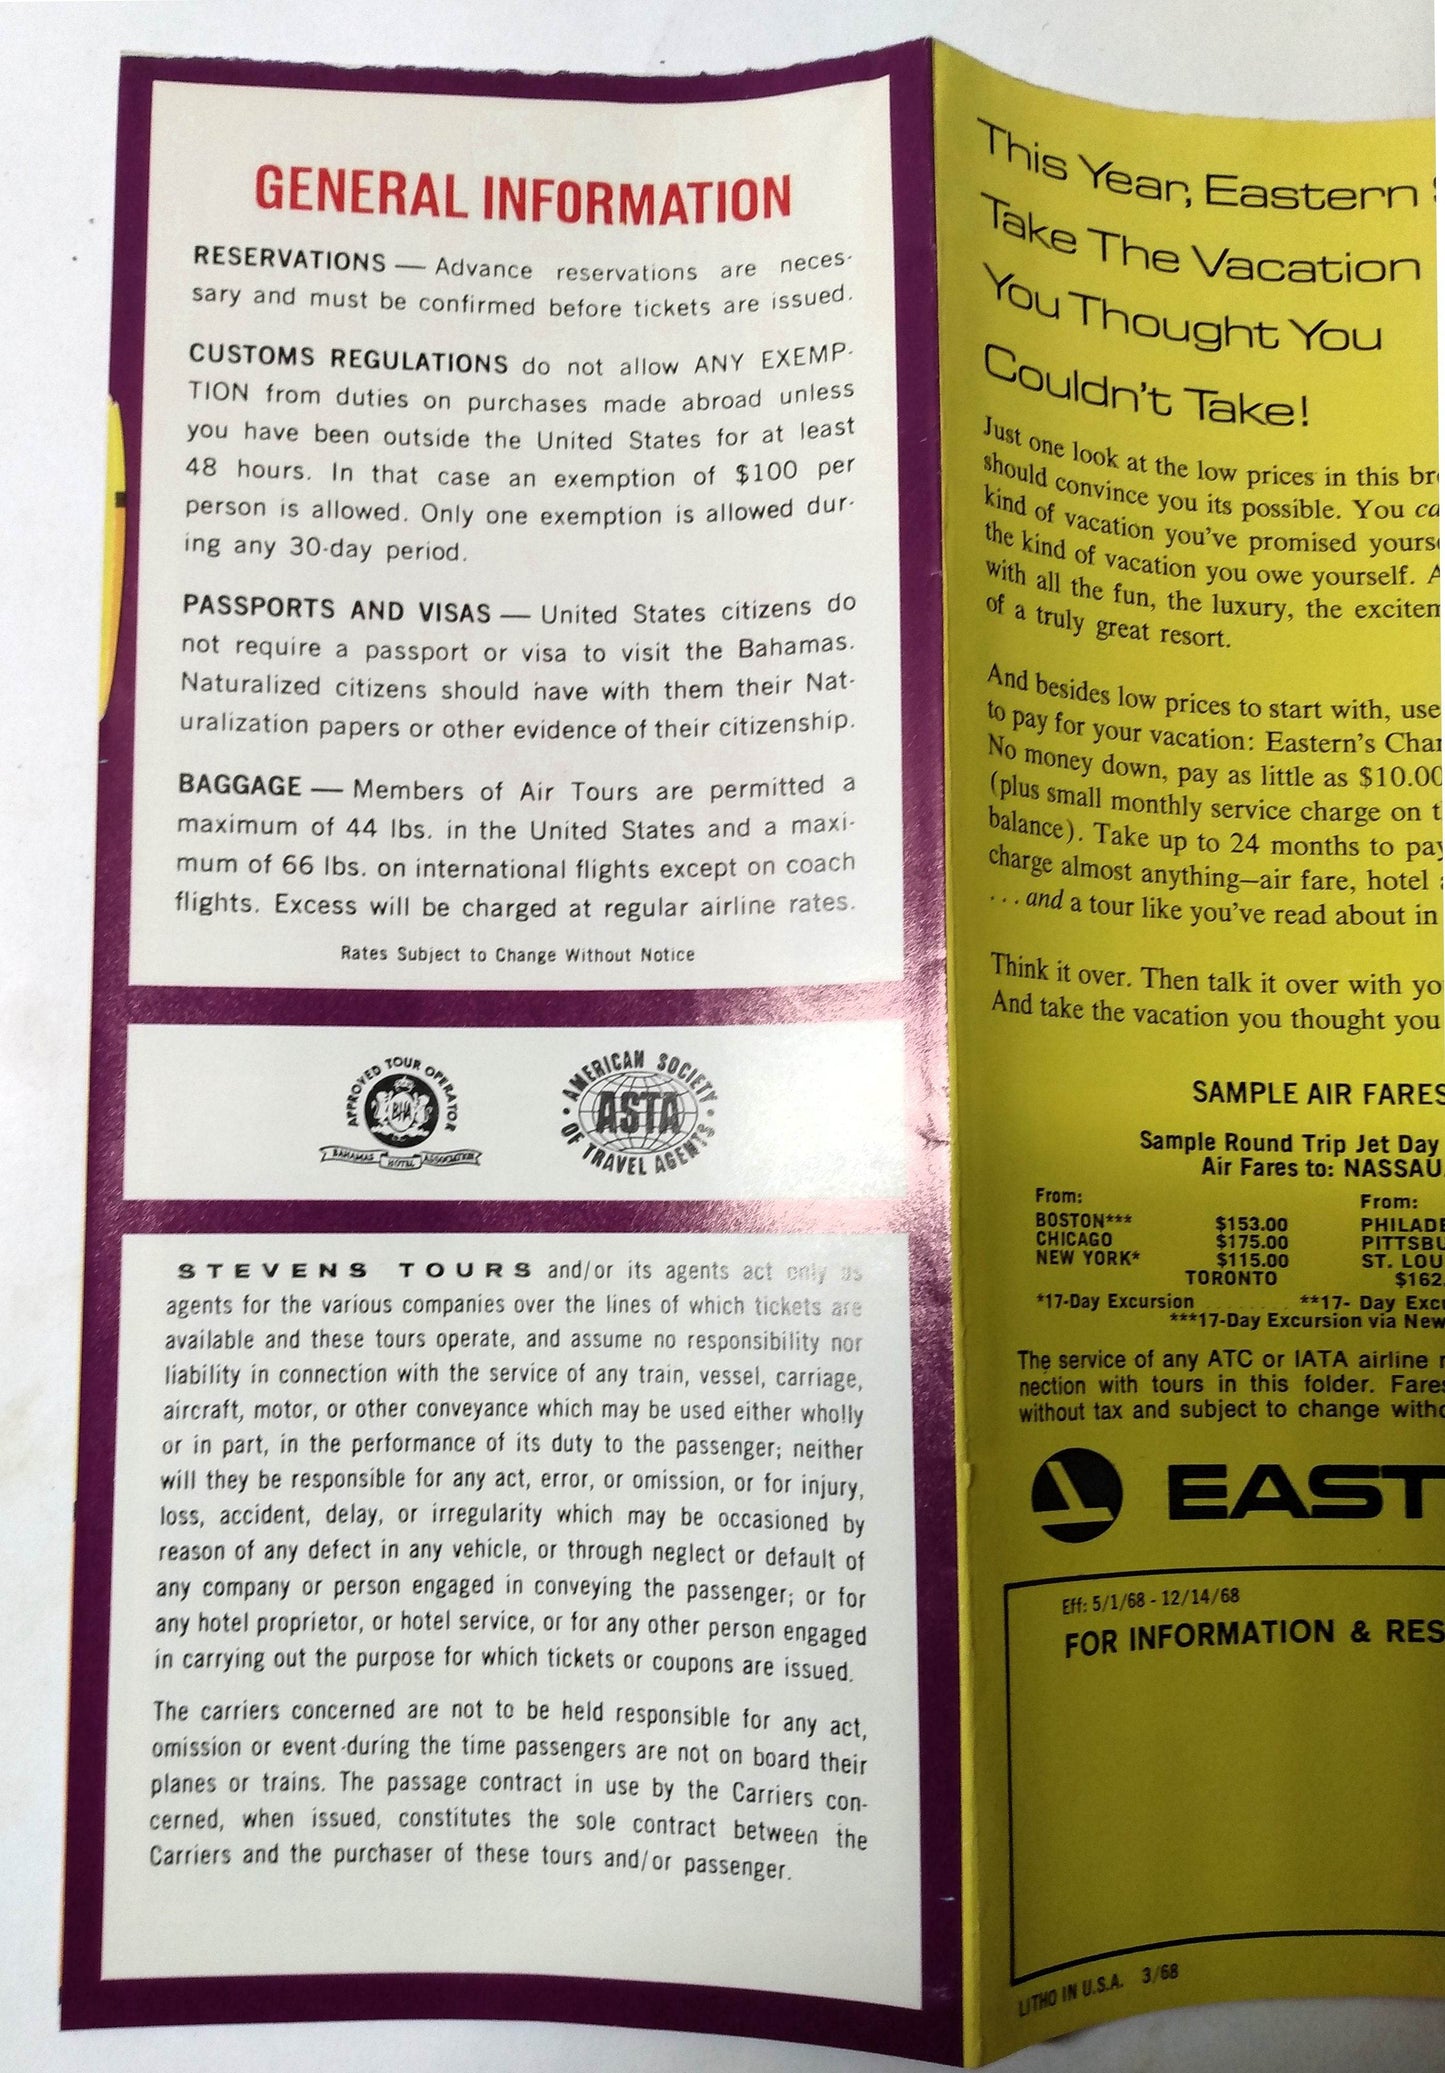 GENERAL INFORMATION
RESERVATIONS — Advance reservations are neces-
sary and must be confirmed before tickets are issued.
CUSTOMS REGULATIONS do not allow ANY EXEMP-
TION from duties on purchases made abroad unless
you have been outside the United States for at least
48 hours. In that case an exemption of $100 per
person is allowed. Only one exemption is allowed dur-
ing any 30-day period.
PASSPORTS AND VISAS — United States citizens do
not require a passport or visa to visit the Bahamas.
Naturalized citizens should have with them their Nat-
uralization papers or other evidence of their citizenship.
BAGGAGE — Members of Air Tours are permitted a
maximum of 44 lbs. in the United States and a maxi-
mum of 66 lbs. on international flights except on coach
flights. Excess will be charged at regular airline rates.
Rates Subject to Change Without Notice
APPROVED TOUR OPERATOR
BHA
BAHAMAS HOTEL ASSOCIATION
AMERICAN SOCIETY
ASTA
OF TRAVEL AGENTS
STEVENS TOURS and/or its agents act only as
agents for the various companies over the lines of which tickets are
available and these tours operate, and assume no responsibility nor
liability in connection with the service of any train, vessel, carriage,
aircraft, motor, or other conveyance which may be used either wholly
or in part, in the performance of its duty to the passenger; neither
will they be responsible for any act, error, or omission, or for injury,
loss, accident, delay, or irregularity which may be occasioned by
reason of any defect in any vehicle, or through neglect or default of
any company or person engaged in conveying the passenger; or for
any hotel proprietor, or hotel service, or for any other person engaged
in carrying out the purpose for which tickets or coupons are issued.
The carriers concerned are not to be held responsible for any act,
omission or event during the time passengers are not on board their
planes or trains. The passage contract in use by the Carriers con-
cerned, when issued, constitutes the sole contract between the
Carriers and the purchaser of these tours and/or passenger.
This Year, Eastern
Take The Vacation
You Thought You
Couldn't Take!
Just one look at the low prices in this
should convince you its possible. You
kind of vacation you've promised
the kind of vacation you owe yourself.
with all the fun, the luxury, the
of a truly great resort.
And besides low prices to start with, use
to pay for your vacation: Eastern's
No money down, pay as little as $10.00
(plus small monthly service charge on
balance). Take up to 24 months to pay
charge almost anything—air fare, hotel
...and a tour like you've read about in
Think it over. Then talk it over with
And take the vacation you thought you
SAMPLE AIR FARES
Sample Round Trip Jet Day
Air Fares to: NASSAU
From: From:
BOSTON*** $153.00 PHILADE
CHICAGO $175.00 PITTSBU
NEW YORK* $115.00 ST. LOU
TORONTO $162.
*17-Day Excursion **17- Day Exc
***17-Day Excursion via New
The service of any ATC or IATA airline
nection with tours in this folder. Fares
without tax and subject to change
EAST
Eff: 5/1/68 - 12/14/68
FOR INFORMATION & RES
LITHO IN U.S.A. 3/68